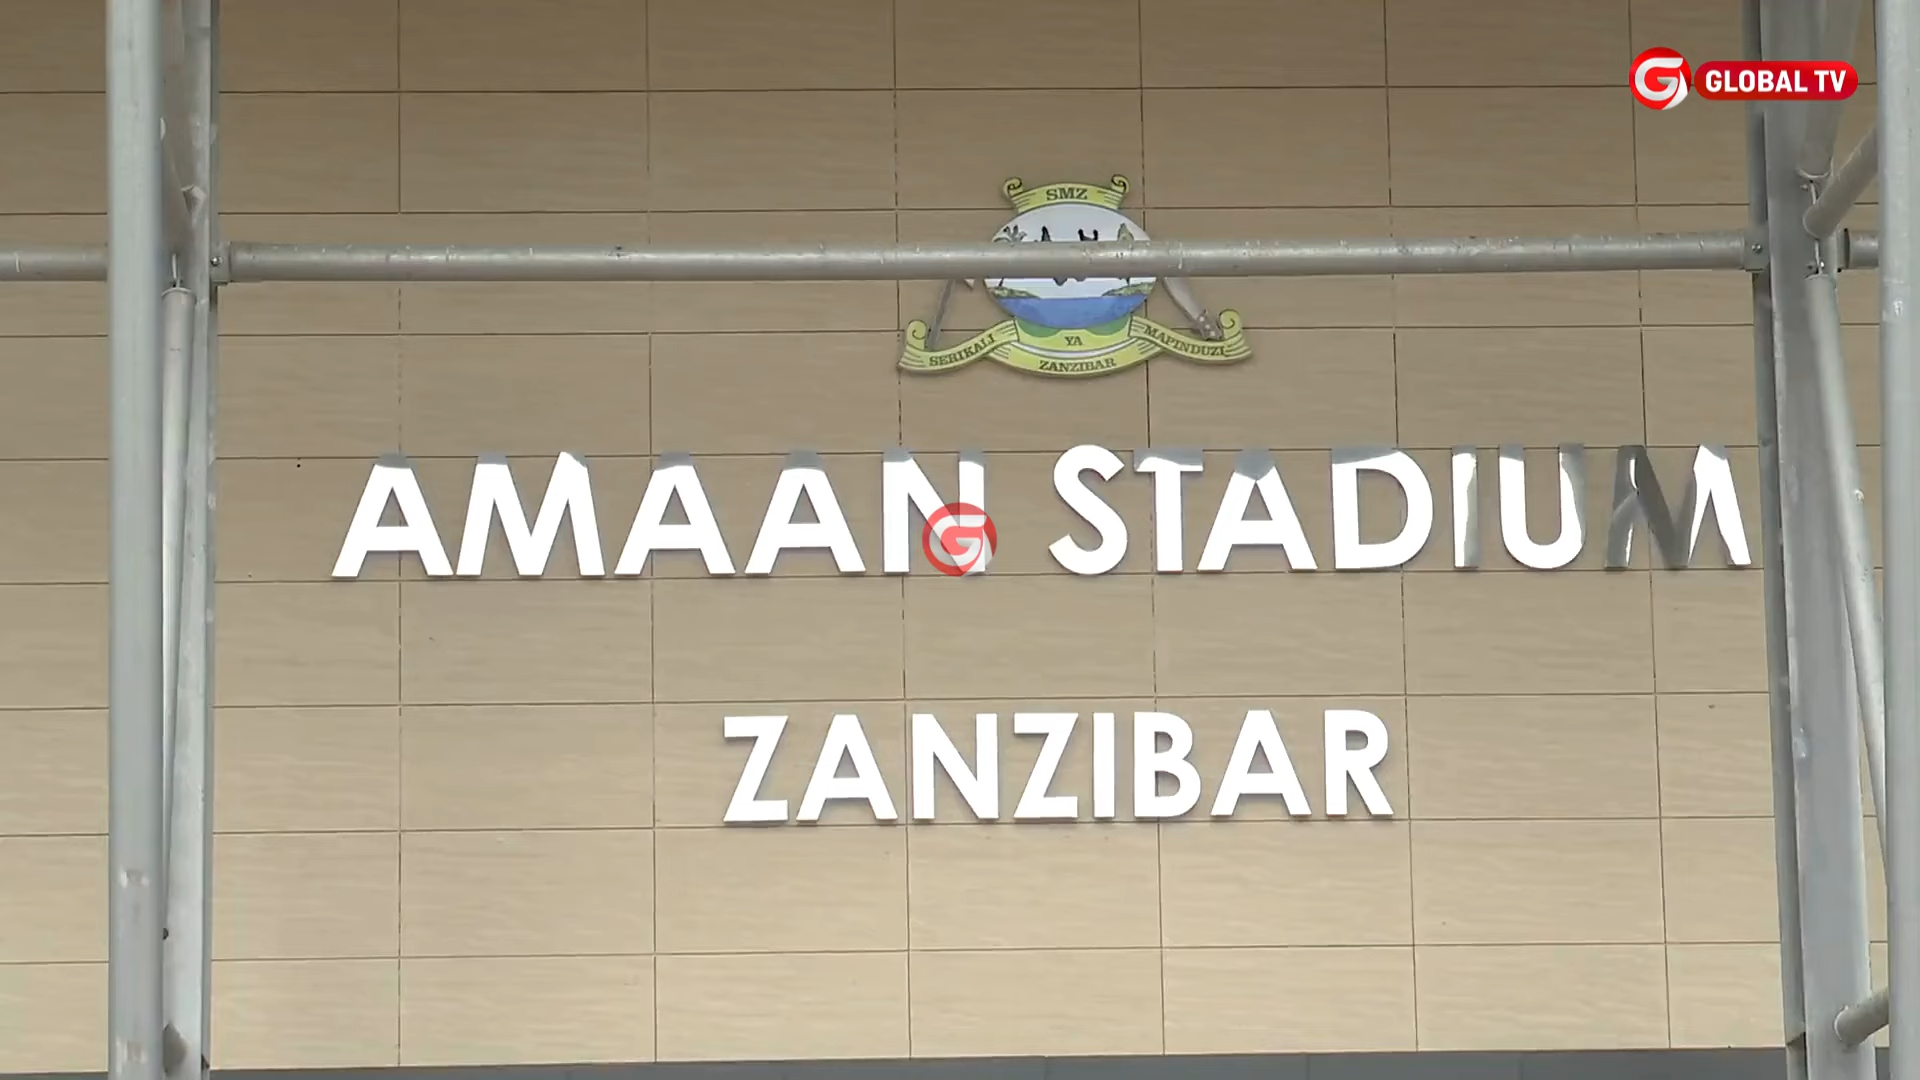 GLOBAL TV
SMZ
SERIKALI YA MAPINDUZI
ZANZIBAR
AMAAN STADIUM
ZANZIBAR